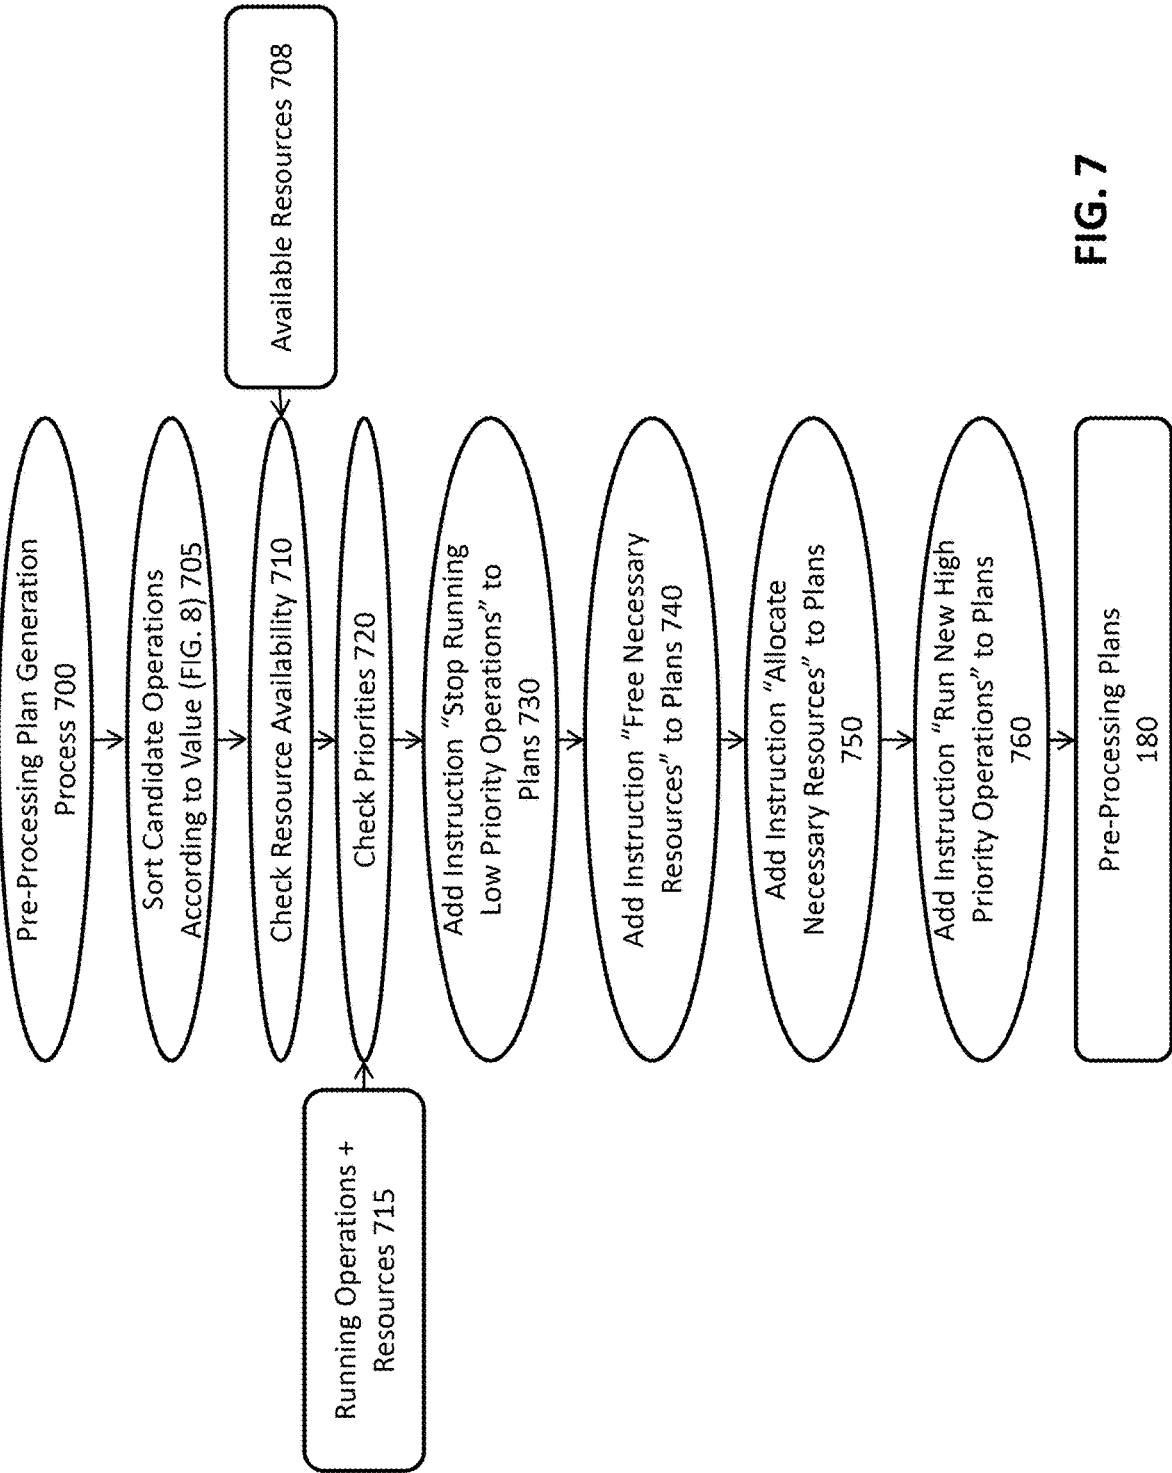 Pre-Processing Plan Generation
Process 700
Sort Candidate Operations
According to Value (FIG. 8) 705
Available Resources 708
Check Resource Availability 710
Running Operations +
Resources 715
Check Priorities 720
Add Instruction “Stop Running
Low Priority Operations” to
Plans 730
Add Instruction “Free Necessary
Resources” to Plans 740
Add Instruction “Allocate
Necessary Resources” to Plans
750
Add Instruction “Run New High
Priority Operations” to Plans
760
Pre-Processing Plans
180
FIG. 7